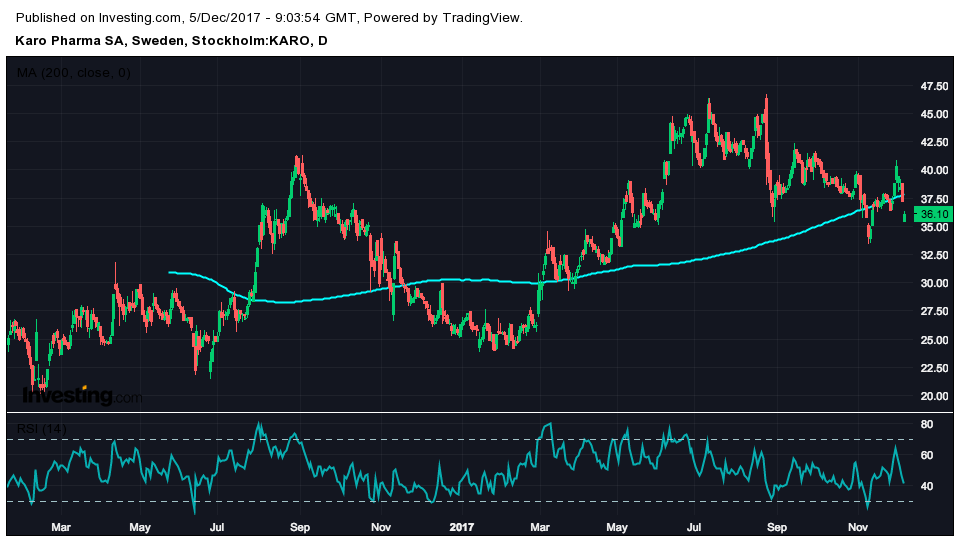 Published on Investing.com, 5/Dec/2017 - 9:03:54 GMT, Powered by TradingView.
Karo Pharma SA, Sweden, Stockholm:KARO, D
MA (200, close, 0)
47.50
45.00
42.50
40.00
37.50
36.10
35.00
32.50
30.00
27.50
25.00
22.50
20.00
Investing.com
RSI (14)
80
60
40
Mar May Jul Sep Nov 2017 Mar May Jul Sep Nov